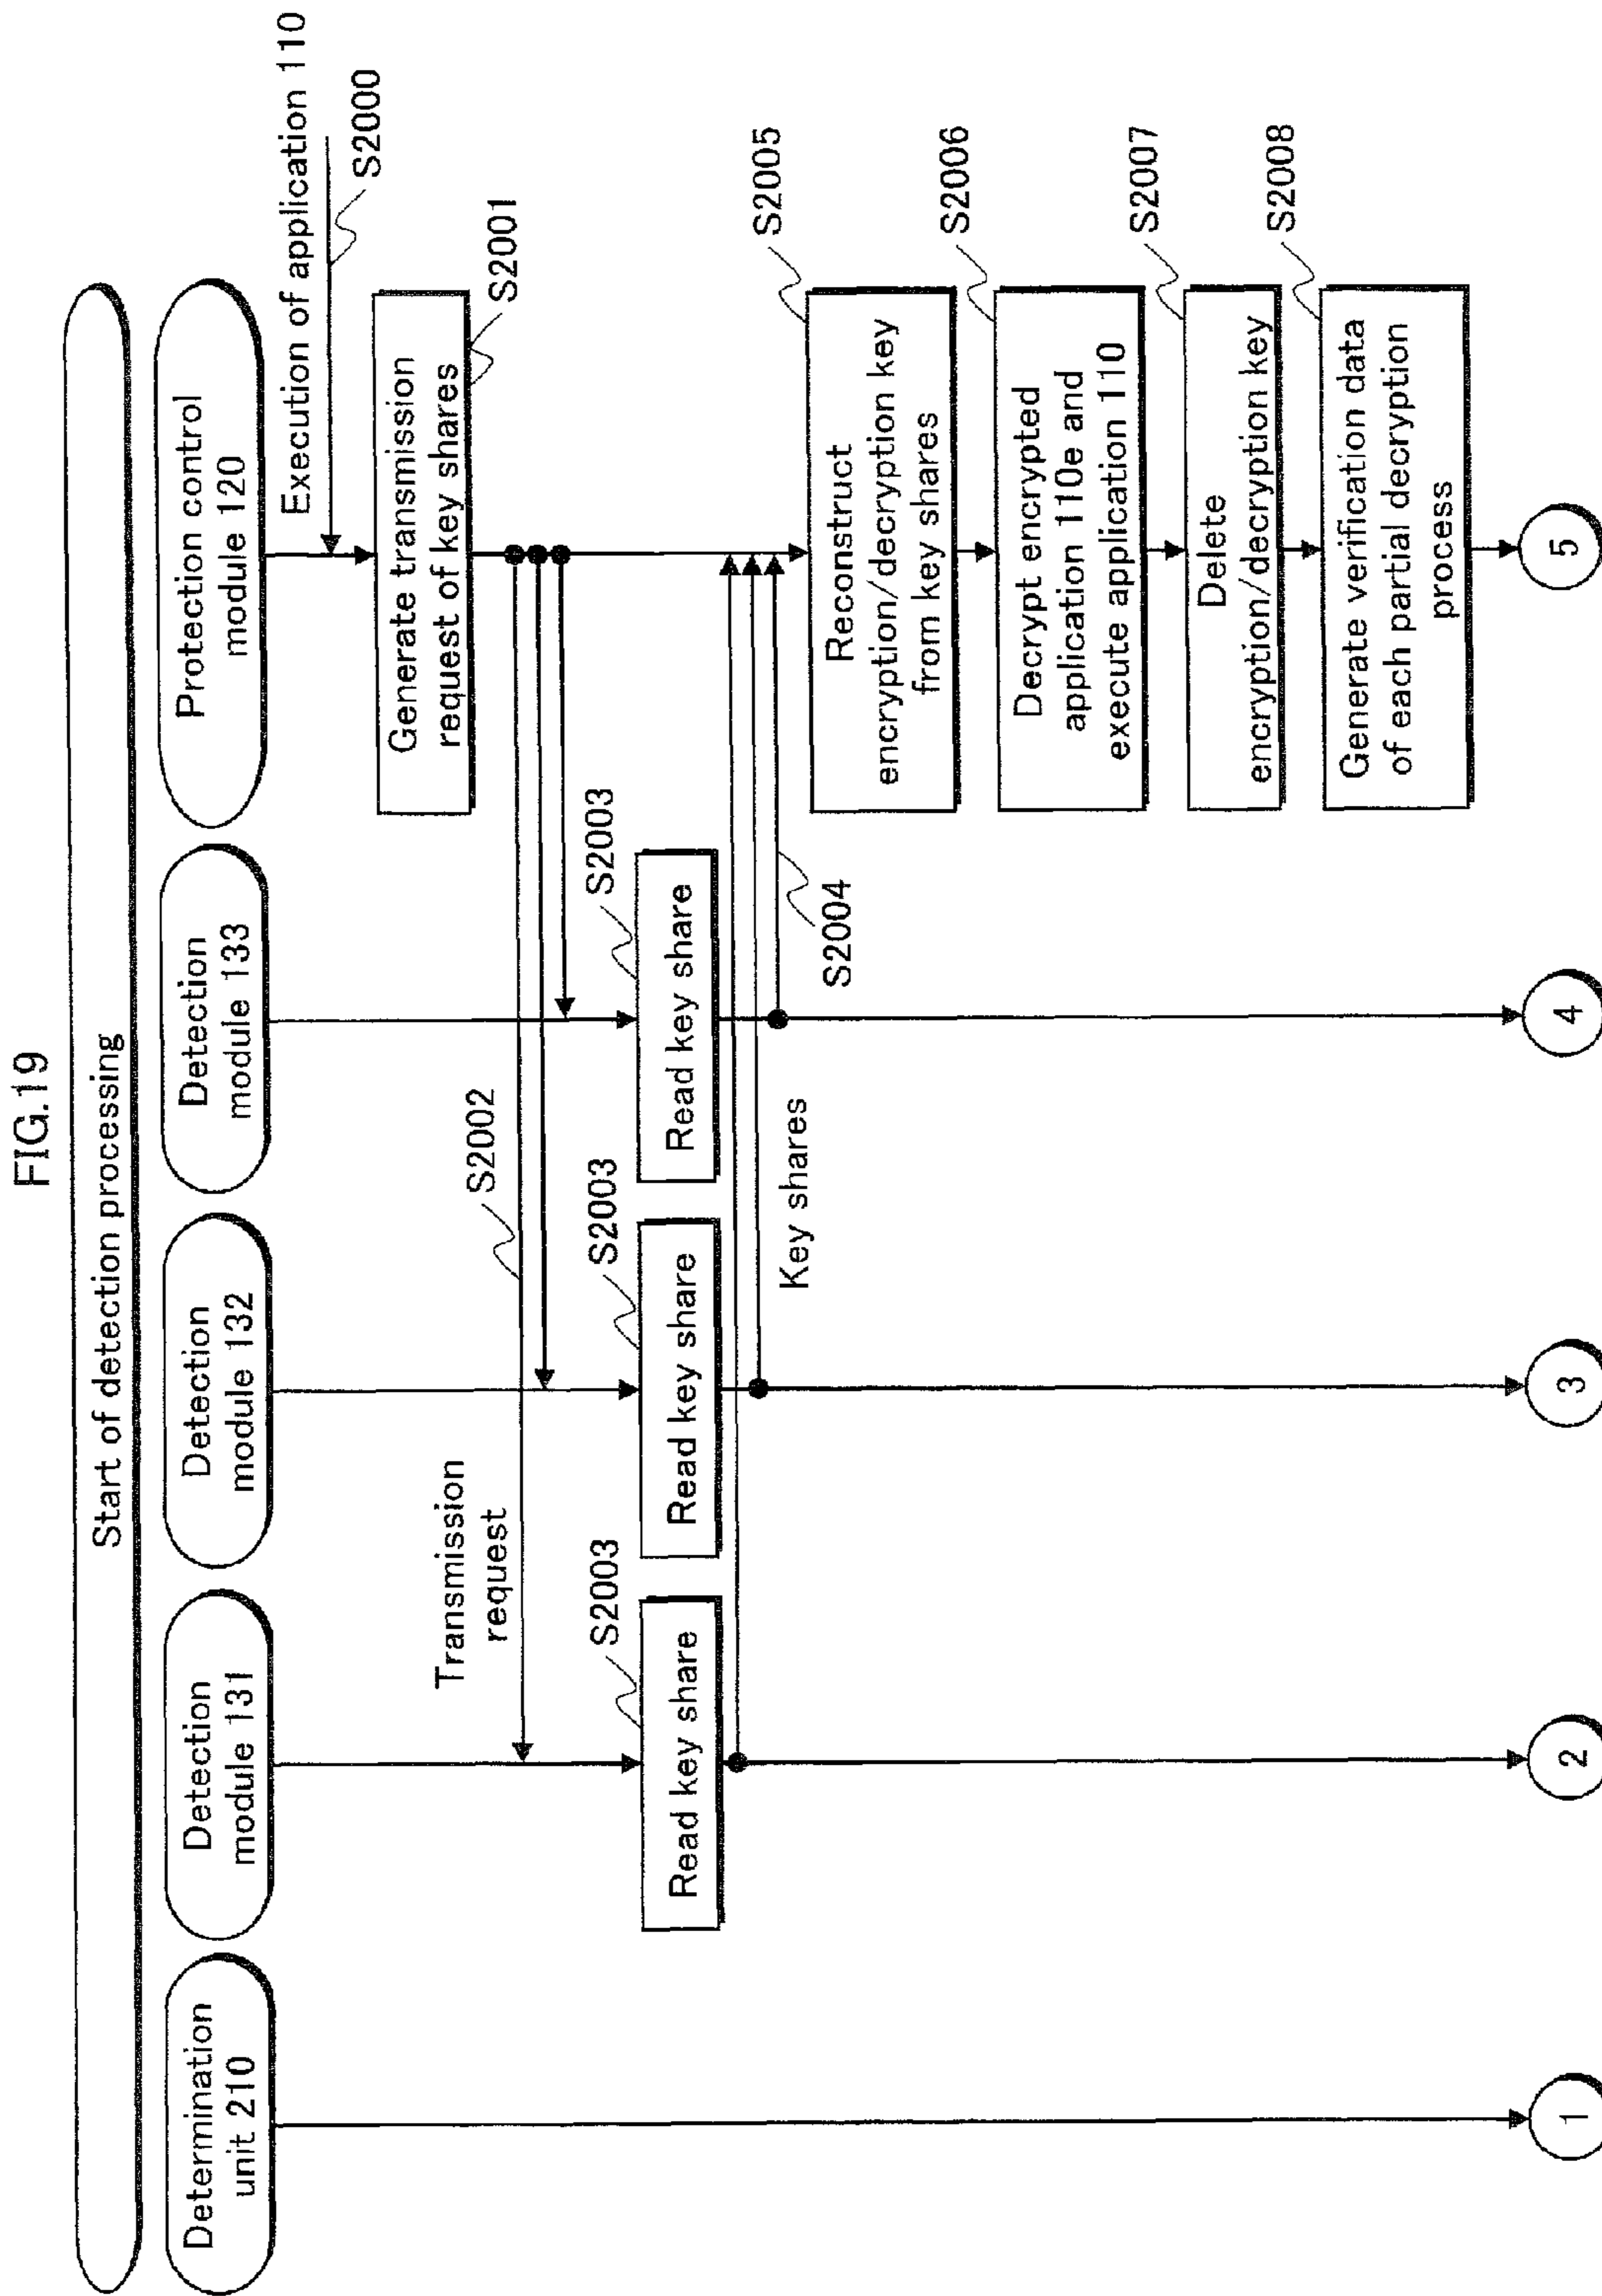 FIG.19
Start of detection processing
Determination
unit 210
Detection
module 131
Detection
module 132
Detection
module 133
Protection control
module 120
Execution of application 110
S2000
Generate transmission
request of key shares
S2001
S2002
Transmission
request
S2003
Read key share
S2003
Read key share
S2003
Read key share
Key shares
S2004
Reconstruct
encryption/decryption key
from key shares
S2005
Decrypt encrypted
application 110e and
execute application 110
S2006
Delete
encryption/decryption key
S2007
Generate verification data
of each partial decryption
process
S2008
1
2
3
4
5